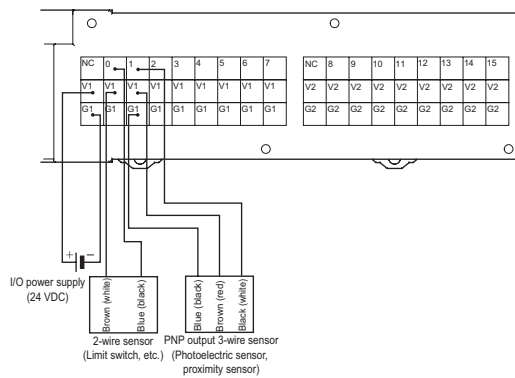 NC 0 1 2 3 4 5 6 7 NC 8 9 10 11 12 13 14 15
V1 V1 V1 V1 V1 V1 V1 V1 V1 V2 V2 V2 V2 V2 V2 V2 V2 V2
G1 G1 G1 G1 G1 G1 G1 G1 G1 G2 G2 G2 G2 G2 G2 G2 G2 G2
+ −
I/O power supply
(24 VDC)
Brown (white)
Blue (black)
Blue (black)
Brown (red)
Black (white)
2-wire sensor
(Limit switch, etc.)
PNP output 3-wire sensor
(Photoelectric sensor,
proximity sensor)